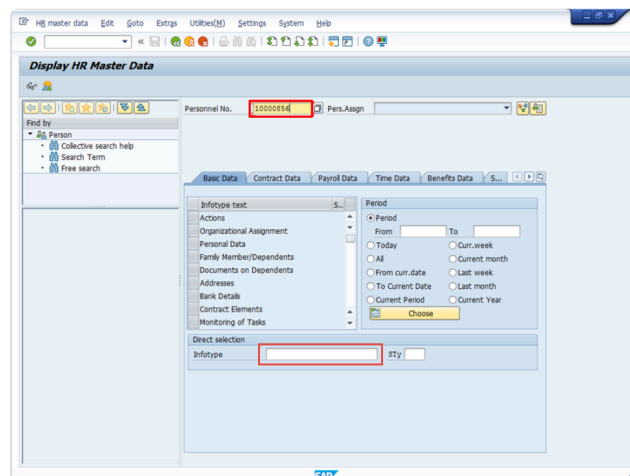 HR master data Edit Goto Extras Utilities(M) Settings System Help
Display HR Master Data
Personnel No. 10000856 Pers.Assgn
Find by
Person
Collective search help
Search Term
Free search
Basic Data Contract Data Payroll Data Time Data Benefits Data S...
Infotype text S..
Actions
Organizational Assignment
Personal Data
Family Member/Dependents
Documents on Dependents
Addresses
Bank Details
Contract Elements
Monitoring of Tasks
Period
Period
From To
Today Curr.week
All Current month
From curr.date Last week
To Current Date Last month
Current Period Current Year
Choose
Direct selection
Infotype STy
SAP